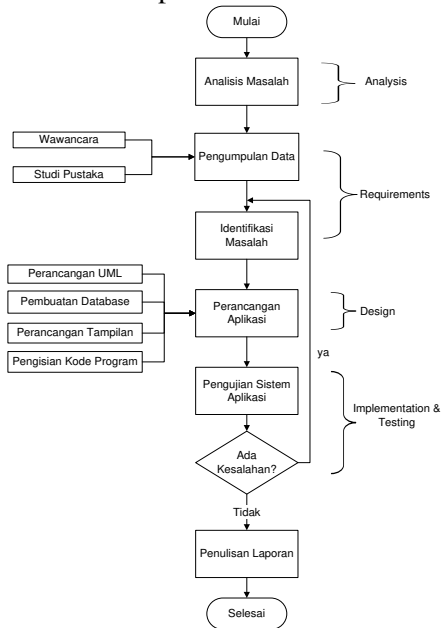 Mulai
Analisis Masalah
Analysis
Wawancara
Studi Pustaka
Pengumpulan Data
Requirements
Identifikasi
Masalah
Perancangan UML
Pembuatan Database
Perancangan Tampilan
Pengisian Kode Program
Perancangan
Aplikasi
Design
ya
Pengujian Sistem
Aplikasi
Implementation &
Testing
Ada
Kesalahan?
Tidak
Penulisan Laporan
Selesai